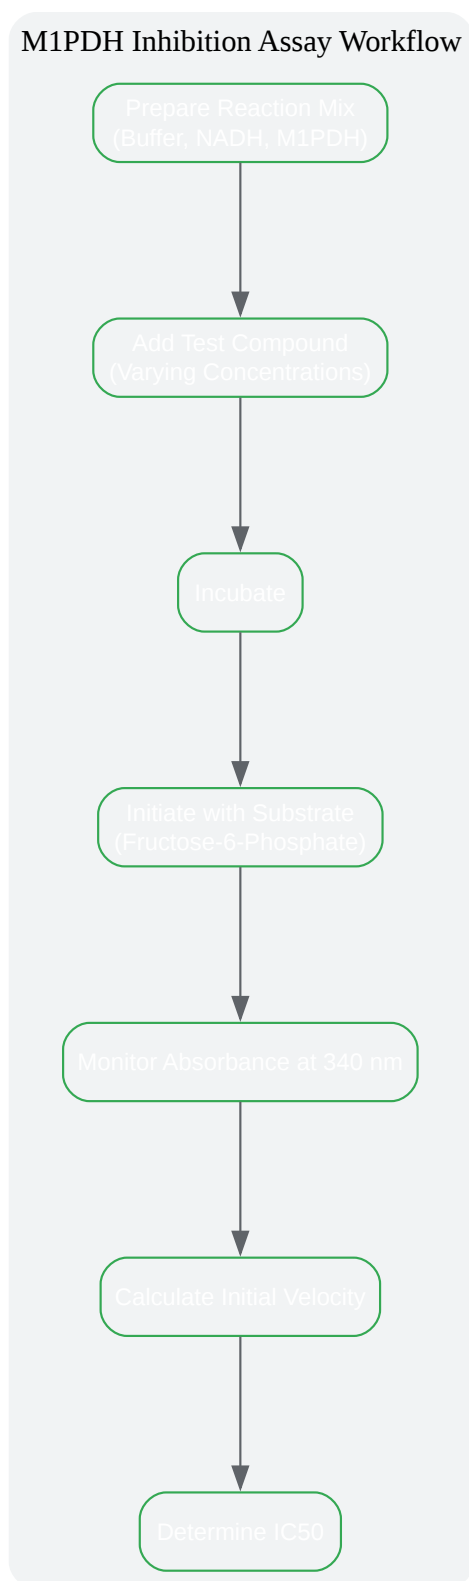 M1PDH Inhibition Assay Workflow
Prepare Reaction Mix
(Buffer, NADH, M1PDH)
Add Test Compound
(Varying Concentrations)
Incubate
Initiate with Substrate
(Fructose-6-Phosphate)
Monitor Absorbance at 340 nm
Calculate Initial Velocity
Determine IC50